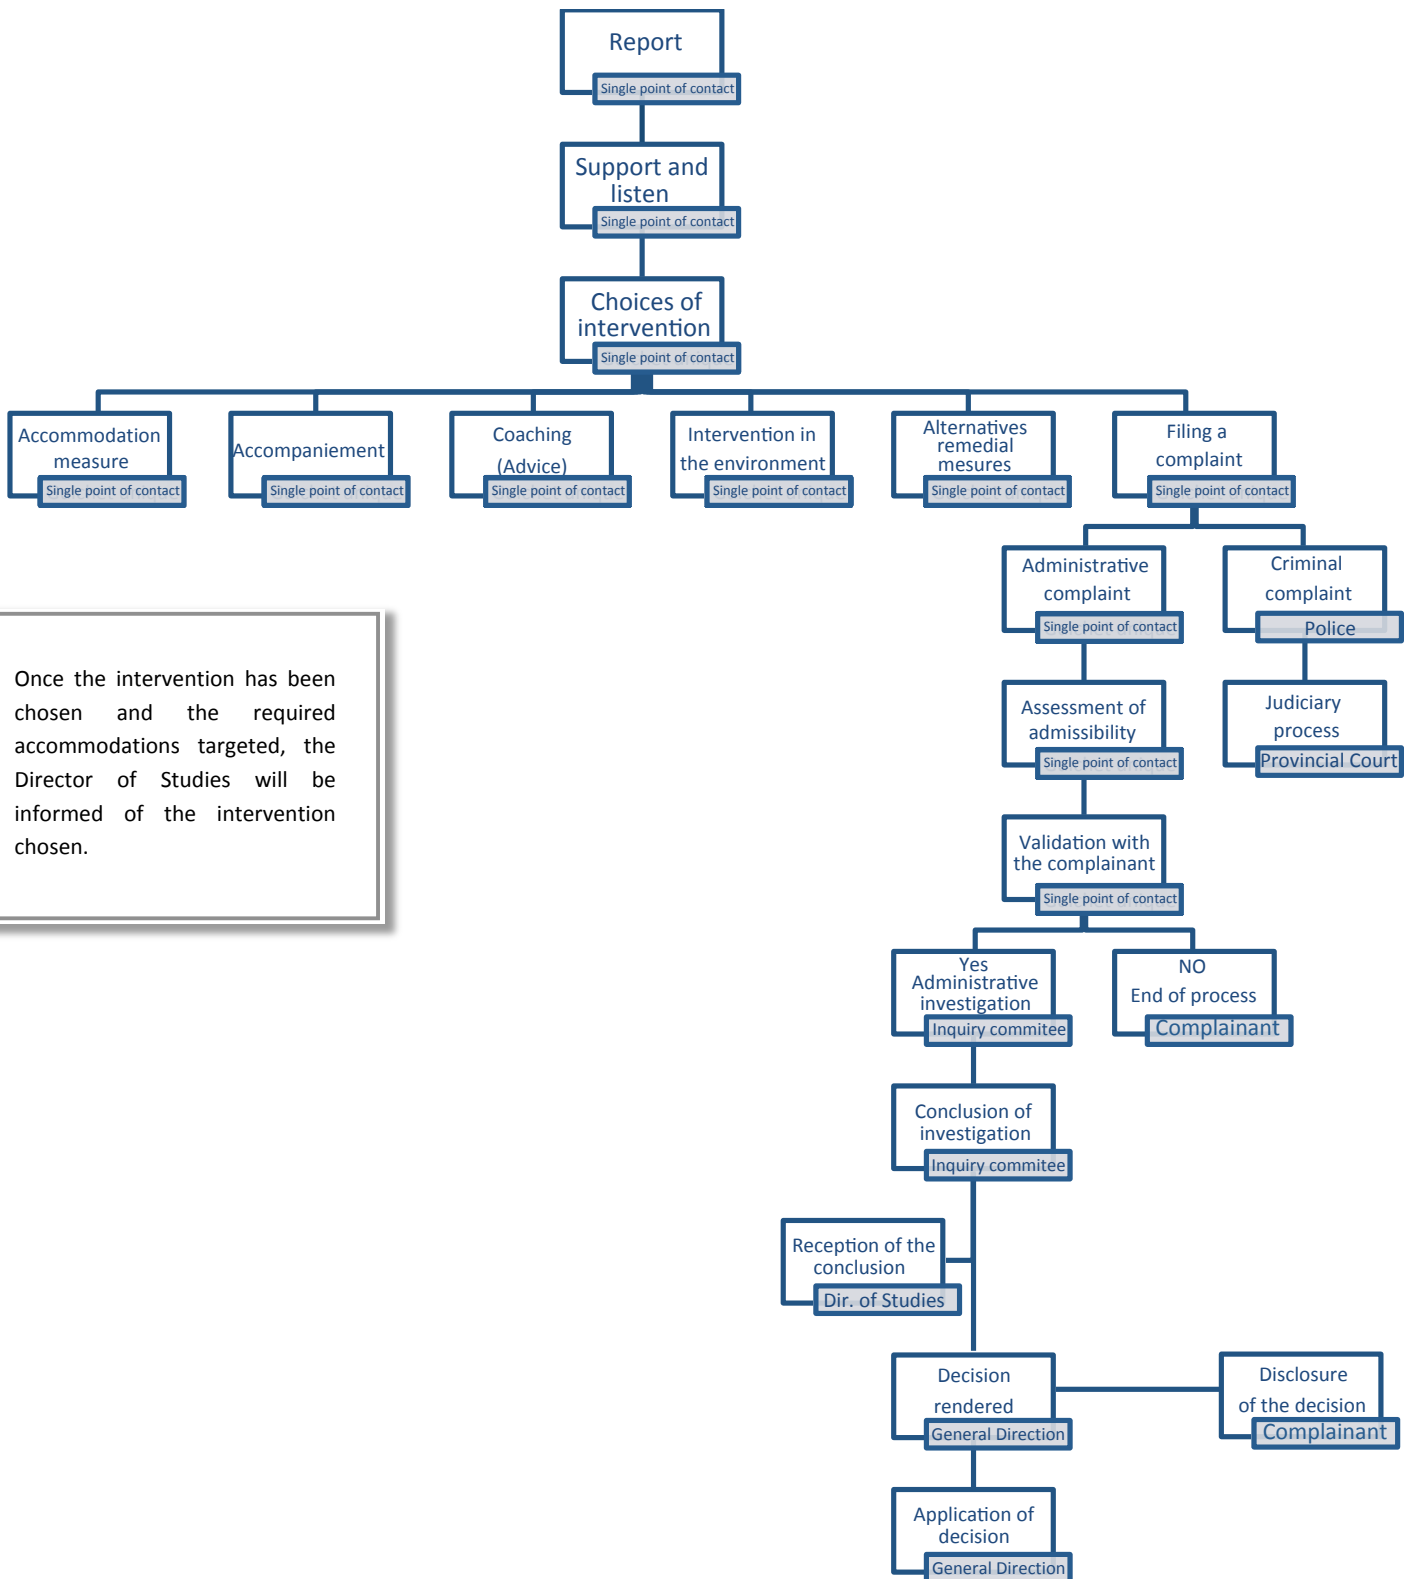 Report
Single point of contact
Support and
listen
Single point of contact
Choices of
intervention
Single point of contact
Accommodation
measure
Single point of contact
Accompaniement
Single point of contact
Coaching
(Advice)
Single point of contact
Intervention in
the environment
Single point of contact
Alternatives
remedial
mesures
Single point of contact
Filing a
complaint
Single point of contact
Administrative
complaint
Single point of contact
Criminal
complaint
Police
Assessment of
admissibility
Single point of contact
Judiciary
process
Provincial Court
Once the intervention has been
chosen and the required
accommodations targeted, the
Director of Studies will be
informed of the intervention
chosen.
Validation with
the complainant
Single point of contact
Yes
Administrative
investigation
Inquiry commitee
NO
End of process
Complainant
Conclusion of
investigation
Inquiry commitee
Reception of the
conclusion
Dir. of Studies
Decision
rendered
General Direction
Disclosure
of the decision
Complainant
Application of
decision
General Direction